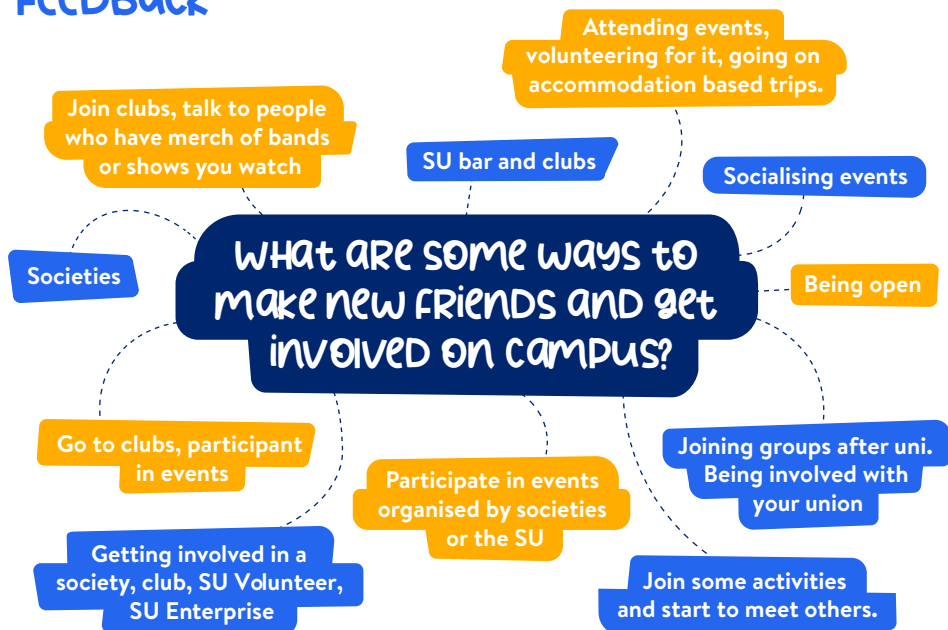 FEEDBACK
Attending events,
volunteering for it, going on
accommodation based trips.
Join clubs, talk to people
who have merch of bands
or shows you watch
SU bar and clubs
Socialising events
Societies
WHAT ARE SOME WAYS TO
MAKE NEW FRIENDS AND GET
INVOLVED ON CAMPUS?
Being open
Go to clubs, participant
in events
Participate in events
organised by societies
or the SU
Joining groups after uni.
Being involved with
your union
Getting involved in a
society, club, SU Volunteer,
SU Enterprise
Join some activities
and start to meet others.